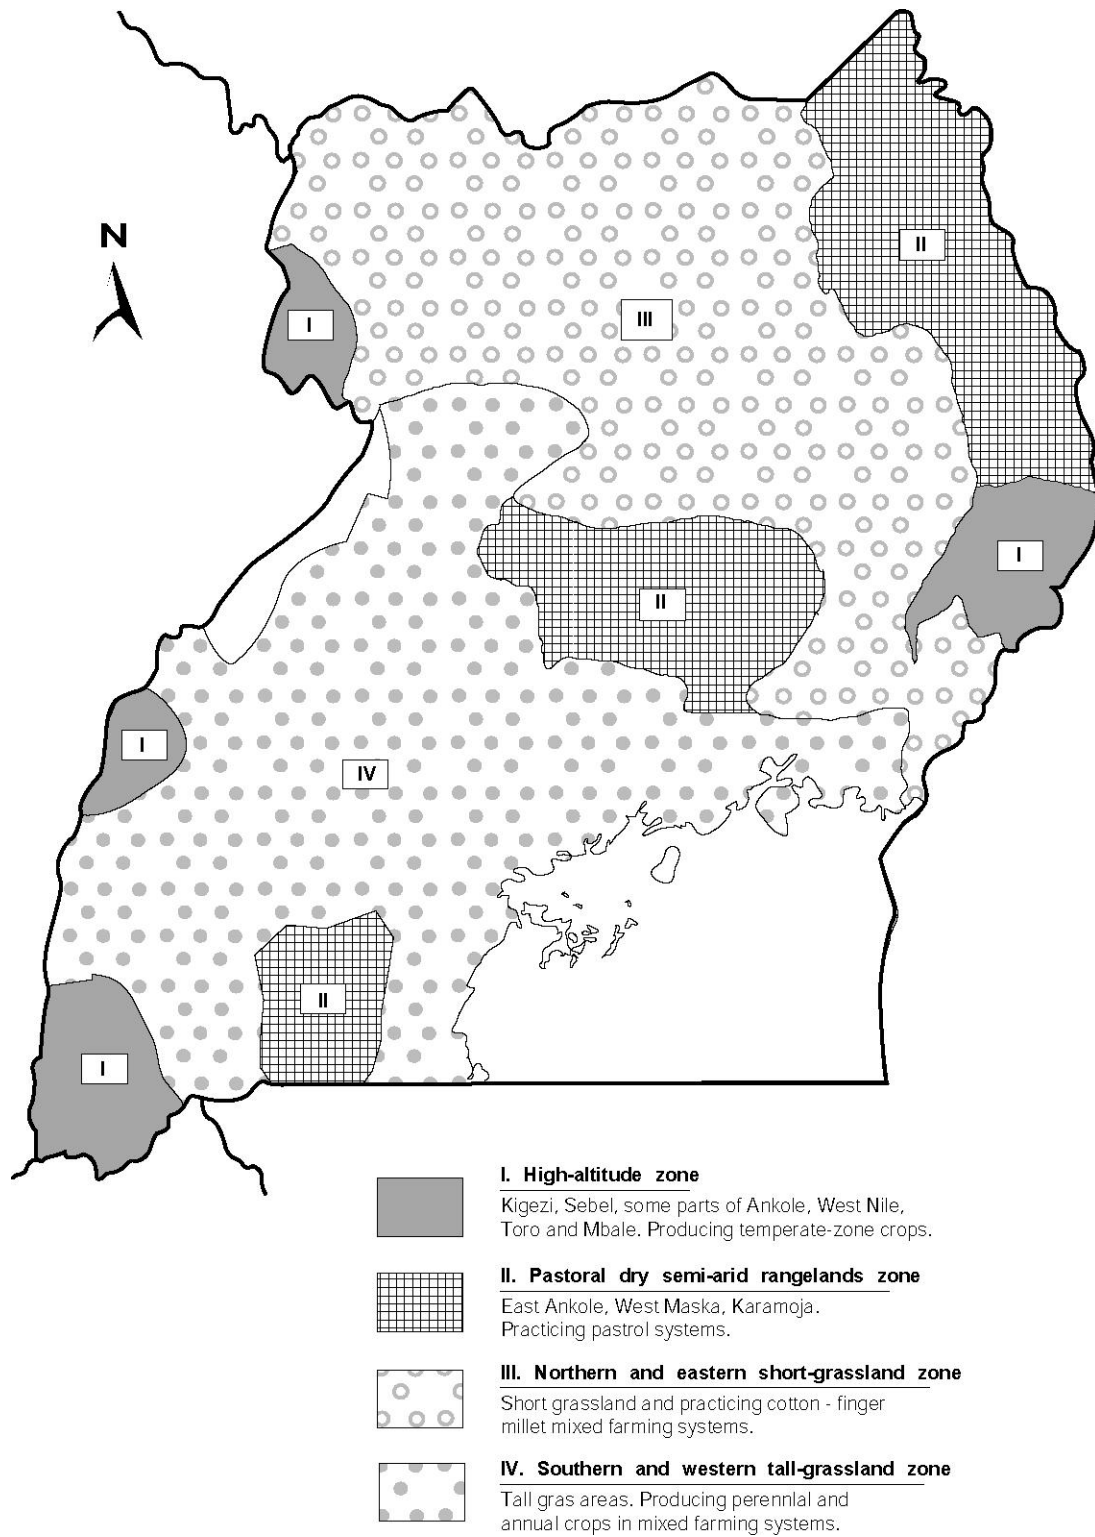 N
II
III
I
I
II
I
IV
II
I
I. High-altitude zone
Kigezi, Sebel, some parts of Ankole, West Nile,
Toro and Mbale. Producing temperate-zone crops.
II. Pastoral dry semi-arid rangelands zone
East Ankole, West Maska, Karamoja.
Practicing pastrol systems.
III. Northern and eastern short-grassland zone
Short grassland and practicing cotton - finger
millet mixed farming systems.
IV. Southern and western tall-grassland zone
Tall gras areas. Producing perennlal and
annual crops in mixed farming systems.